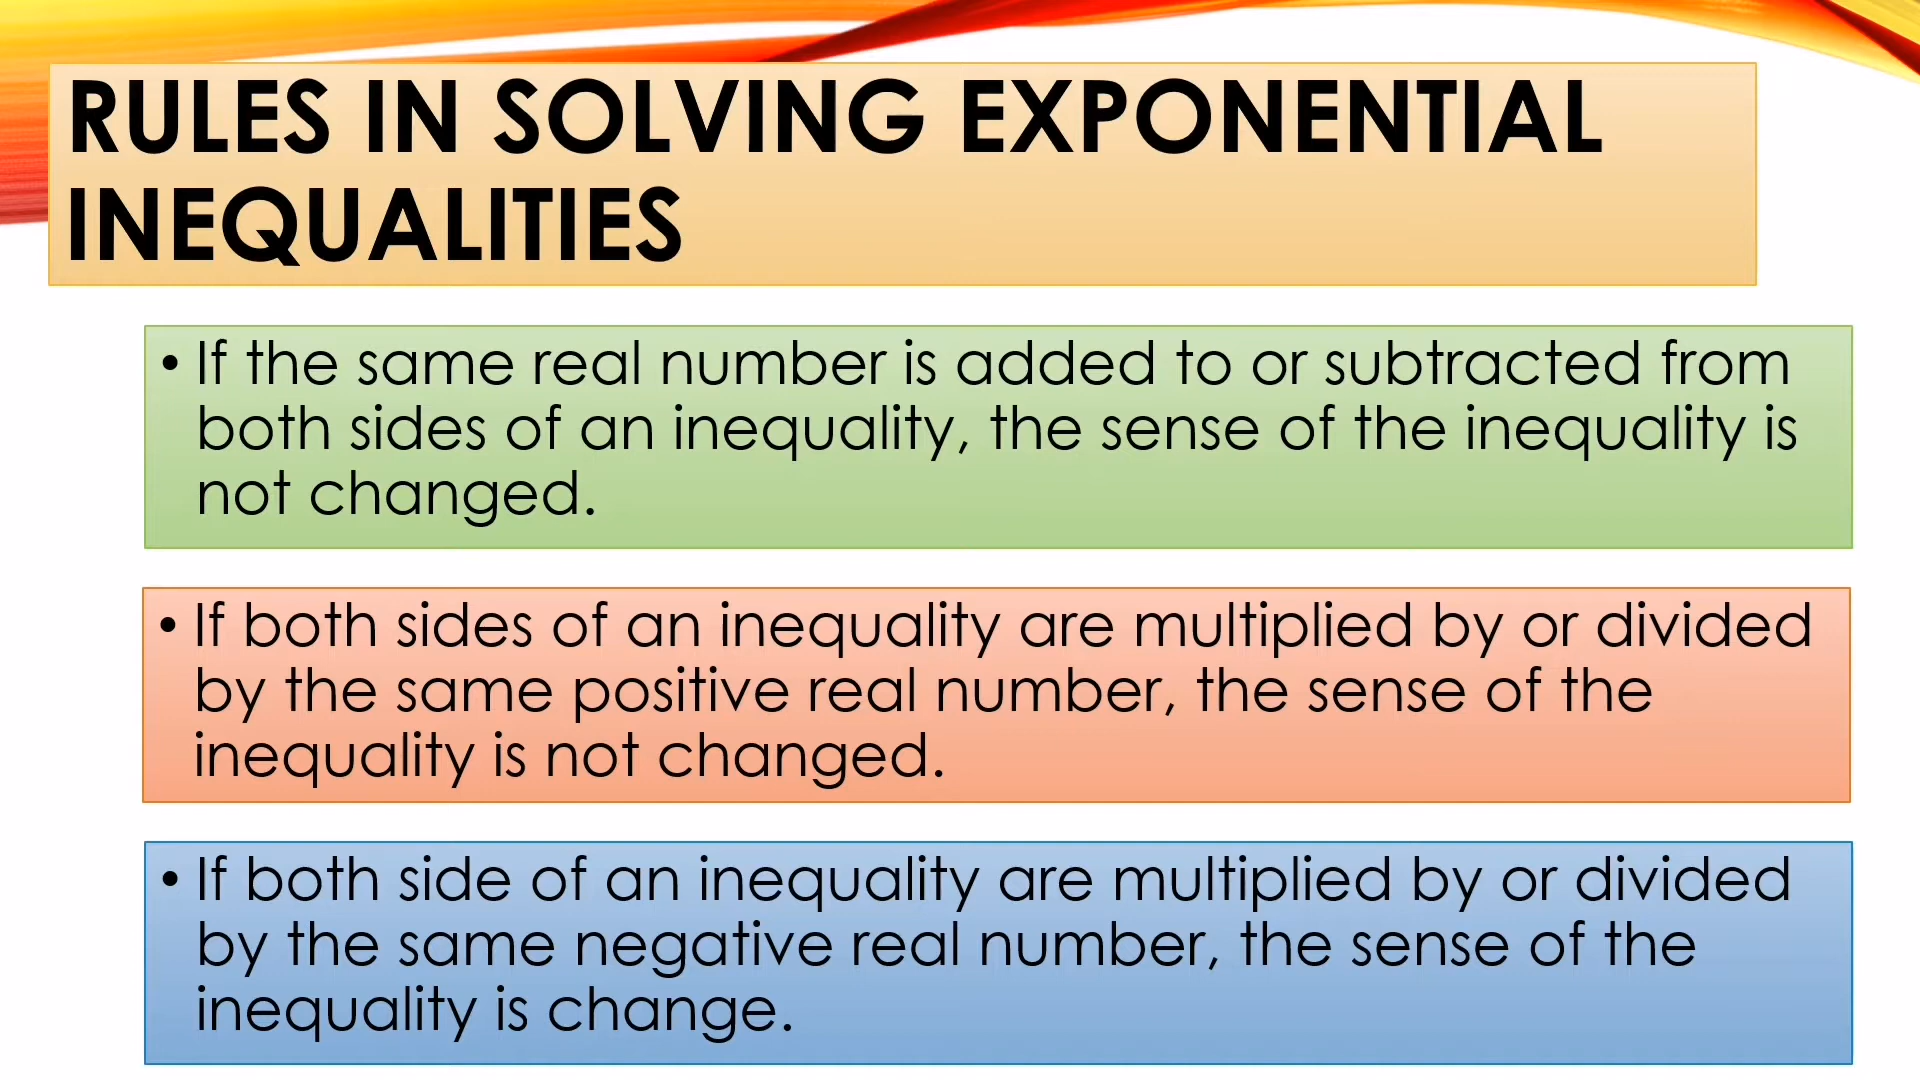 RULES IN SOLVING EXPONENTIAL
INEQUALITIES
• If the same real number is added to or subtracted from
both sides of an inequality, the sense of the inequality is
not changed.
• If both sides of an inequality are multiplied by or divided
by the same positive real number, the sense of the
inequality is not changed.
• If both side of an inequality are multiplied by or divided
by the same negative real number, the sense of the
inequality is change.